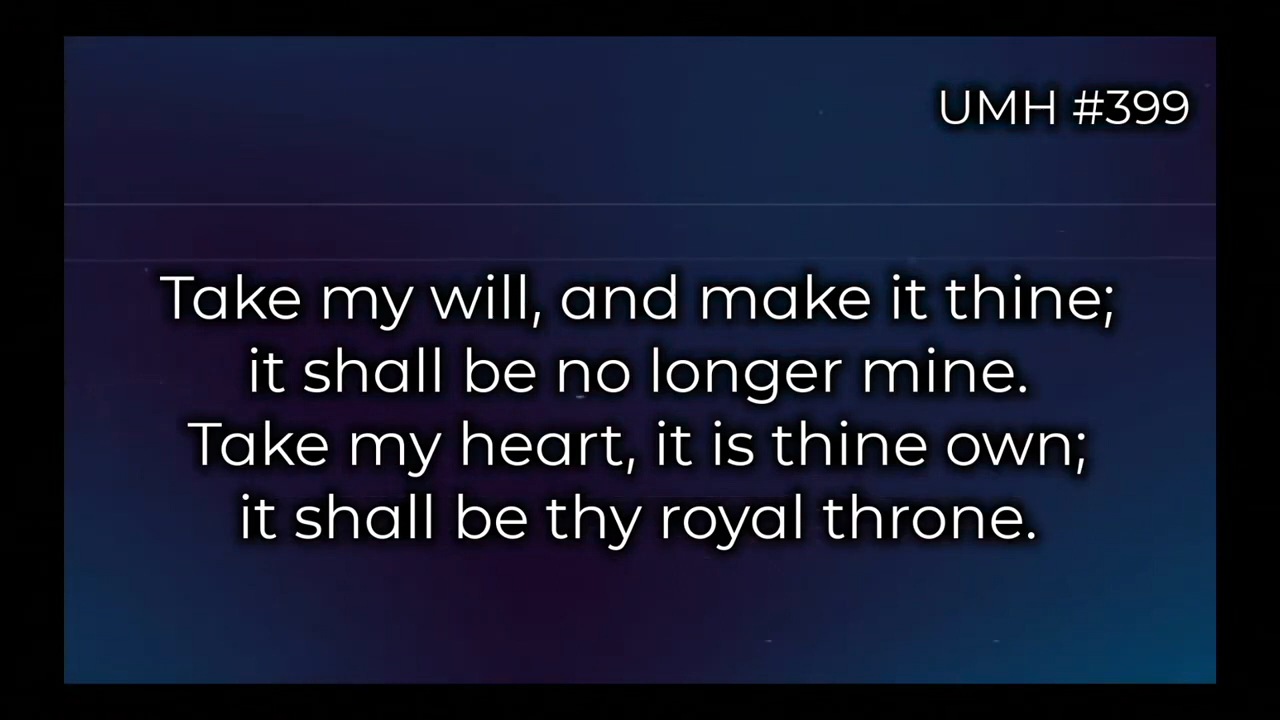 UMH #399
Take my will, and make it thine;
it shall be no longer mine.
Take my heart, it is thine own;
it shall be thy royal throne.